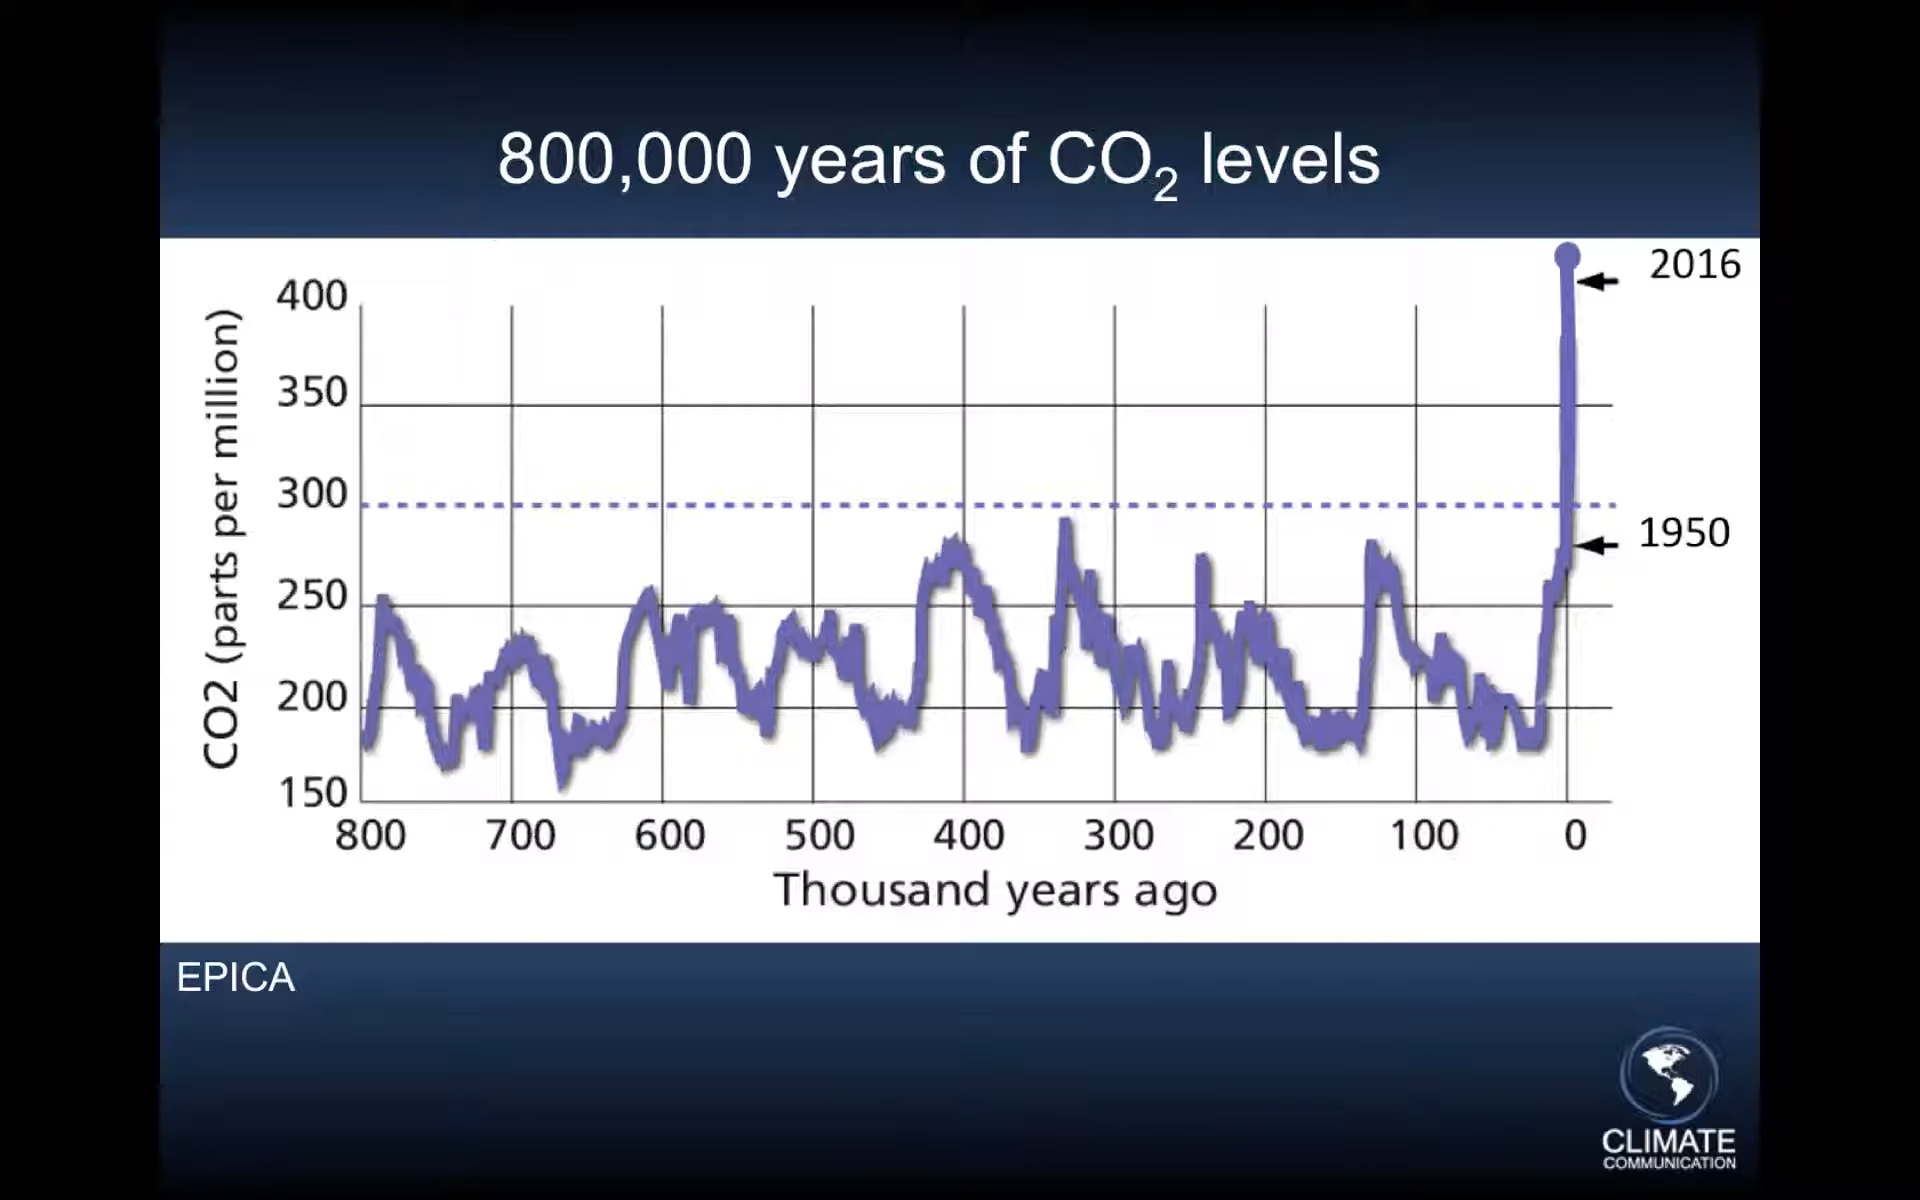 800,000 years of CO₂ levels
2016
400
350
300
1950
250
200
150
CO2 (parts per million)
800 700 600 500 400 300 200 100 0
Thousand years ago
EPICA
CLIMATE
COMMUNICATION